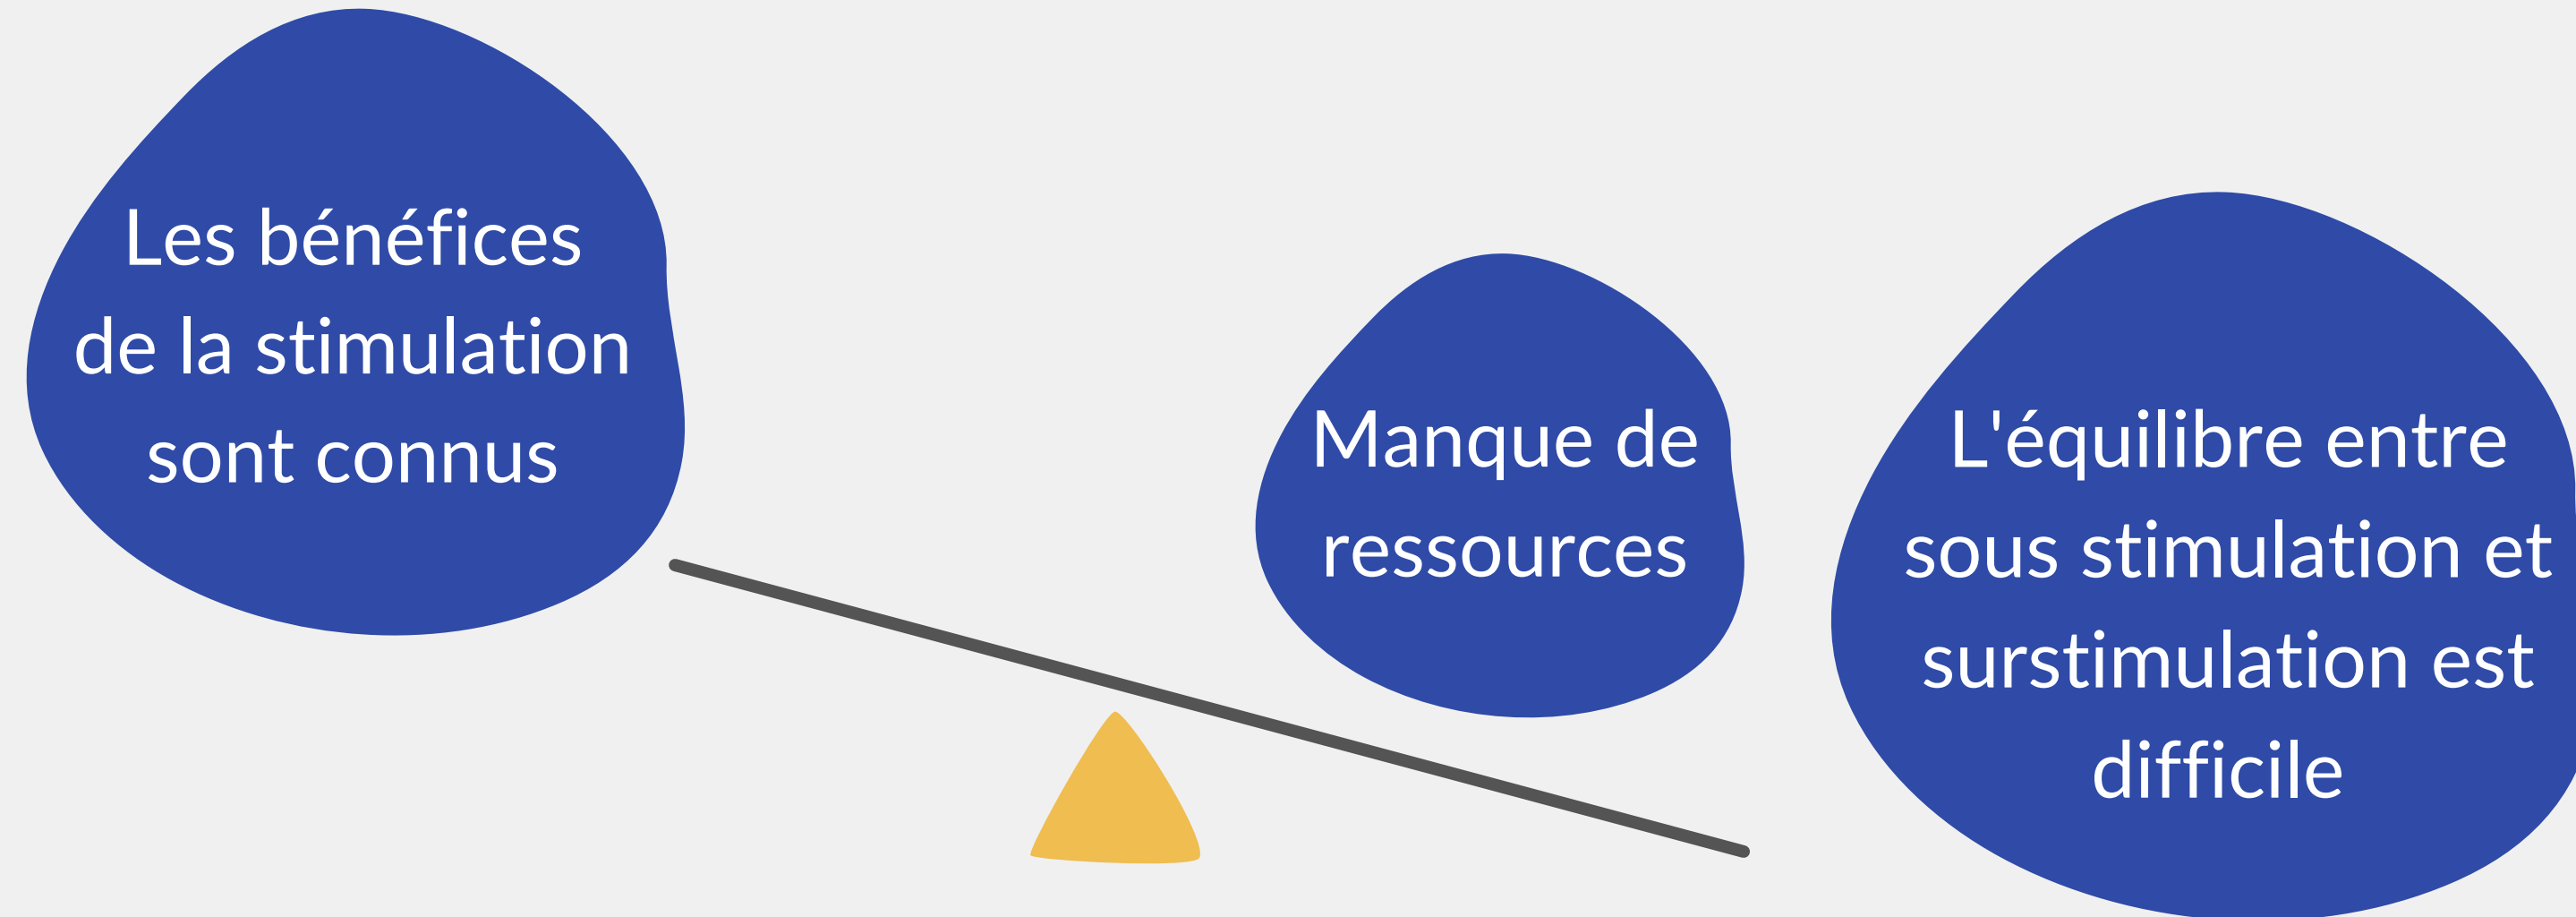 Les bénéfices
de la stimulation
sont connus
Manque de
ressources
L'équilibre entre
sous stimulation et
surstimulation est
difficile